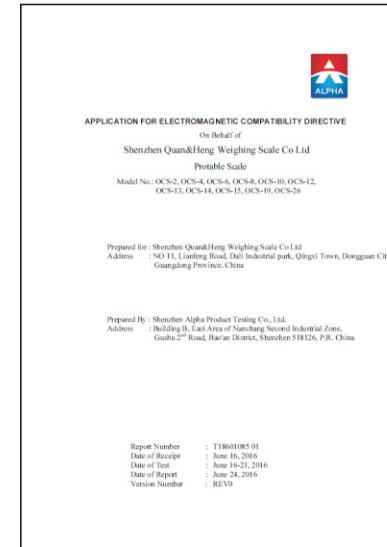 ALPHA
APPLICATION FOR ELECTROMAGNETIC COMPATIBILITY DIRECTIVE
On Behalf of
Shenzhen Quan&Heng Weighing Scale Co Ltd
Protable Scale
Model No.: OCS-2, OCS-4, OCS-6, OCS-8, OCS-10, OCS-12,
OCS-13, OCS-14, OCS-15, OCS-19, OCS-26
Prepared for : Shenzhen Quan&Heng Weighing Scale Co Ltd
Address : NO 11, Lianfeng Road, Dali Industrial park, Qingxi Town, Dongguan Cit
Guangdong Province, China
Prepared By : Shenzhen Alpha Product Testing Co., Ltd.
Address : Building B, East Area of Nanchang Second Industrial Zone,
Gushu 2nd Road, Bao'an District, Shenzhen 518126, P.R. China
Report Number : T18601085 01
Date of Receipt : June 16, 2016
Date of Test : June 16-21, 2016
Date of Report : June 24, 2016
Version Number : REV0